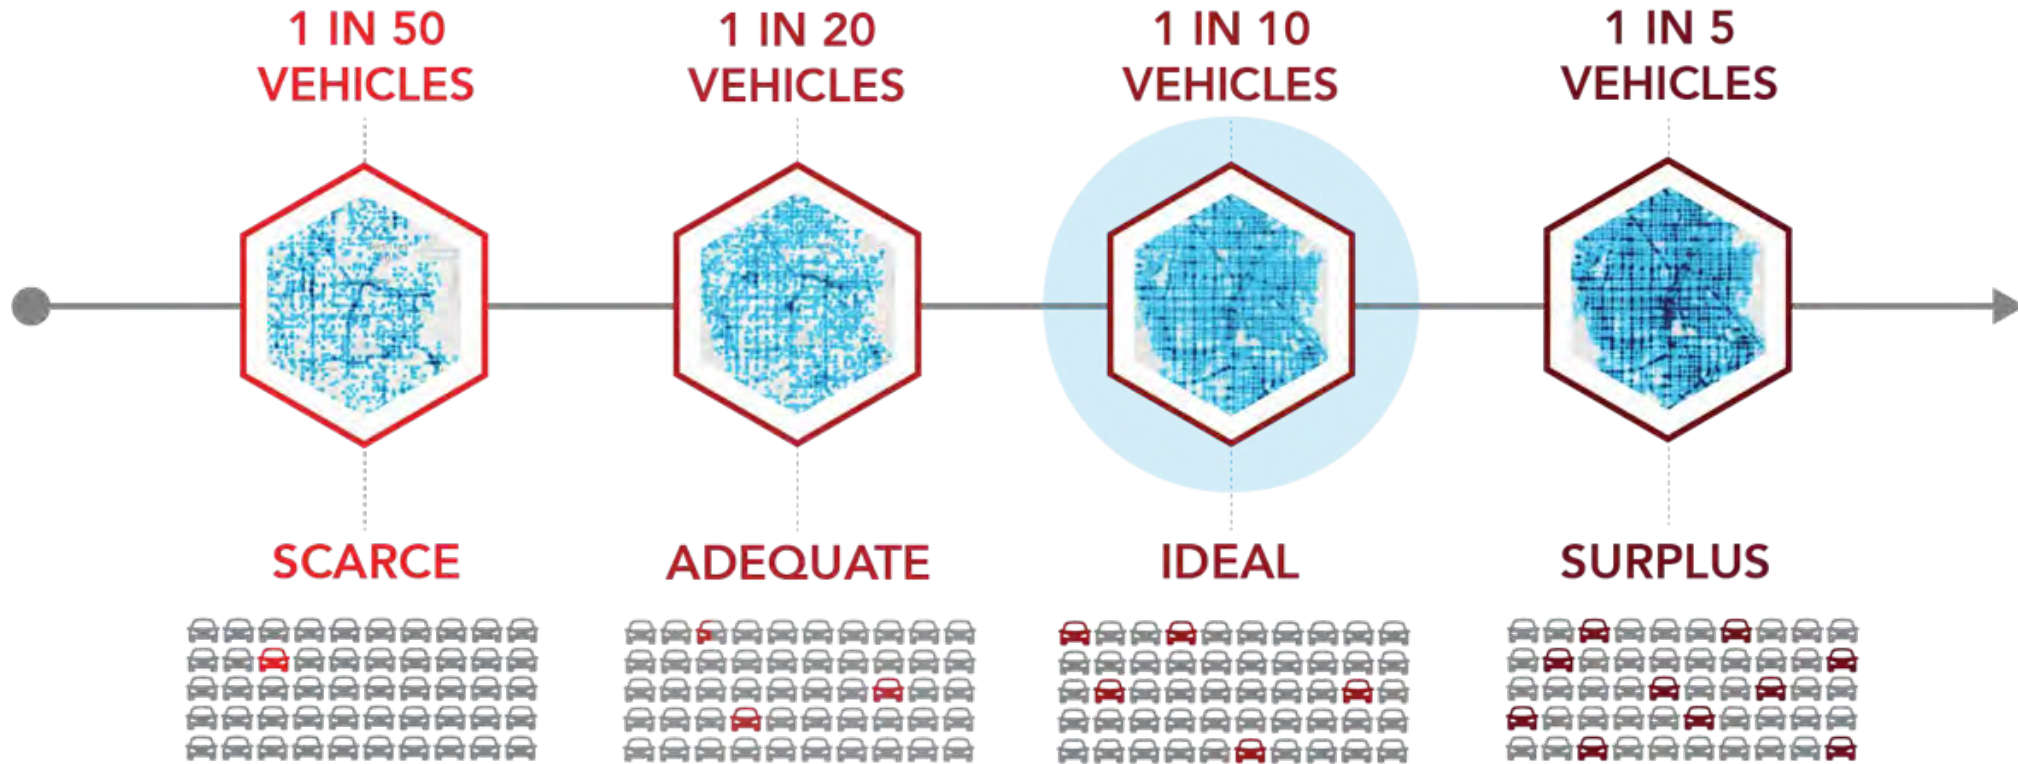 1 IN 50
VEHICLES
1 IN 20
VEHICLES
1 IN 10
VEHICLES
1 IN 5
VEHICLES
SCARCE
ADEQUATE
IDEAL
SURPLUS